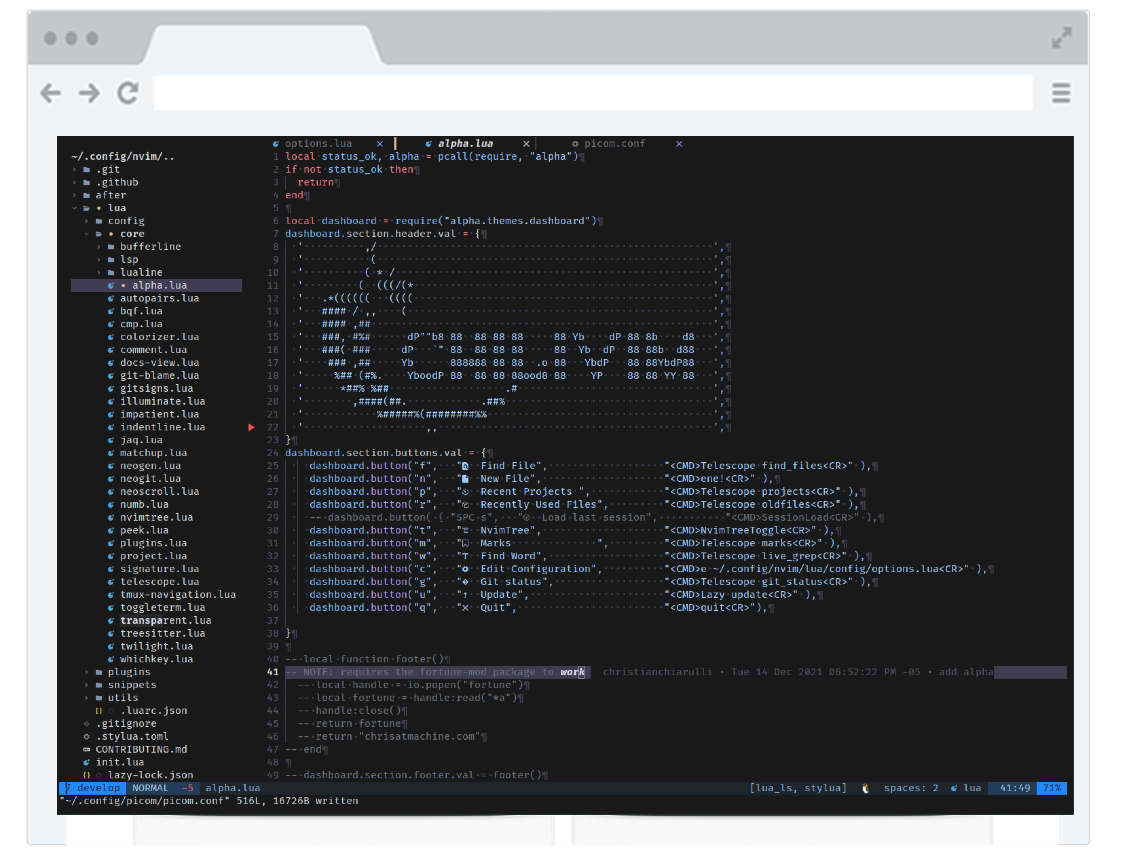 options.lua × alpha.lua × picom.conf ×
~/.config/nvim/..
.git
.github
after
lua
config
core
bufferline
lsp
lualine
alpha.lua
autopairs.lua
bqf.lua
cmp.lua
colorizer.lua
comment.lua
docs-view.lua
git-blame.lua
gitsigns.lua
illuminate.lua
impatient.lua
indentline.lua
jaq.lua
matchup.lua
neogen.lua
neogit.lua
neoscroll.lua
numb.lua
nvimtree.lua
peek.lua
plugins.lua
project.lua
signature.lua
telescope.lua
tmux-navigation.lua
toggleterm.lua
transparent.lua
treesitter.lua
twilight.lua
whichkey.lua
plugins
snippets
utils
{} .luarc.json
.gitignore
.stylua.toml
CONTRIBUTING.md
init.lua
{} lazy-lock.json
1 local status_ok, alpha = pcall(require, "alpha")
2 if not status_ok then
3 return
4 end
5
6 local dashboard = require("alpha.themes.dashboard")
7 dashboard.section.header.val = {
8 ' ,/ ',
9 ' ( ',
10 ' ( * / ',
11 ' ( (((/(* ',
12 ' .*(((((( (((( ',
13 ' #### / ,, ( ',
14 ' #### ,## ',
15 ' ###, #%# dP""b8 88 88 88 88 88 Yb dP 88 8b d8 ',
16 ' ###( ### dP `" 88 88 88 88 88 Yb dP 88 88b d88 ',
17 ' ### ,## Yb 888888 88 88 .o 88 YbdP 88 88YbdP88 ',
18 ' %## (#%. YboodP 88 88 88 88ood8 88 YP 88 88 YY 88 ',
19 ' *##% %## .# ',
20 ' ,####(##. .##% ',
21 ' %#####%(########%% ',
22 ' ,, ',
23 }
24 dashboard.section.buttons.val = {
25 dashboard.button("f", " Find File", "<CMD>Telescope find_files<CR>" ),
26 dashboard.button("n", " New File", "<CMD>ene!<CR>" ),
27 dashboard.button("p", " Recent Projects ", "<CMD>Telescope projects<CR>" ),
28 dashboard.button("r", " Recently Used Files", "<CMD>Telescope oldfiles<CR>" ),
29 -- dashboard.button( { "SPC s", " Load last session", "<CMD>SessionLoad<CR>" ),
30 dashboard.button("t", " NvimTree", "<CMD>NvimTreeToggle<CR>" ),
31 dashboard.button("m", " Marks ", "<CMD>Telescope marks<CR>" ),
32 dashboard.button("w", " Find Word", "<CMD>Telescope live_grep<CR>" ),
33 dashboard.button("c", " Edit Configuration", "<CMD>e ~/.config/nvim/lua/config/options.lua<CR>" ),
34 dashboard.button("g", " Git status", "<CMD>Telescope git_status<CR>" ),
35 dashboard.button("u", " Update", "<CMD>Lazy update<CR>" ),
36 dashboard.button("q", " Quit", "<CMD>quit<CR>"),
37
38 }
39
40 -- local function footer()
41 -- NOTE: requires the fortune-mod package to work christianchiarulli • Tue 14 Dec 2021 06:52:22 PM -05 • add alpha
42 -- local handle = io.popen("fortune")
43 -- local fortune = handle:read("*a")
44 -- handle:close()
45 -- return fortune
46 -- return "chrisatmachine.com"
47 -- end
48
49 -- dashboard.section.footer.val = footer()
develop NORMAL -5 alpha.lua [lua_ls, stylua] spaces: 2 lua 41:49 71%
"~/.config/picom/picom.conf" 516L, 16726B written